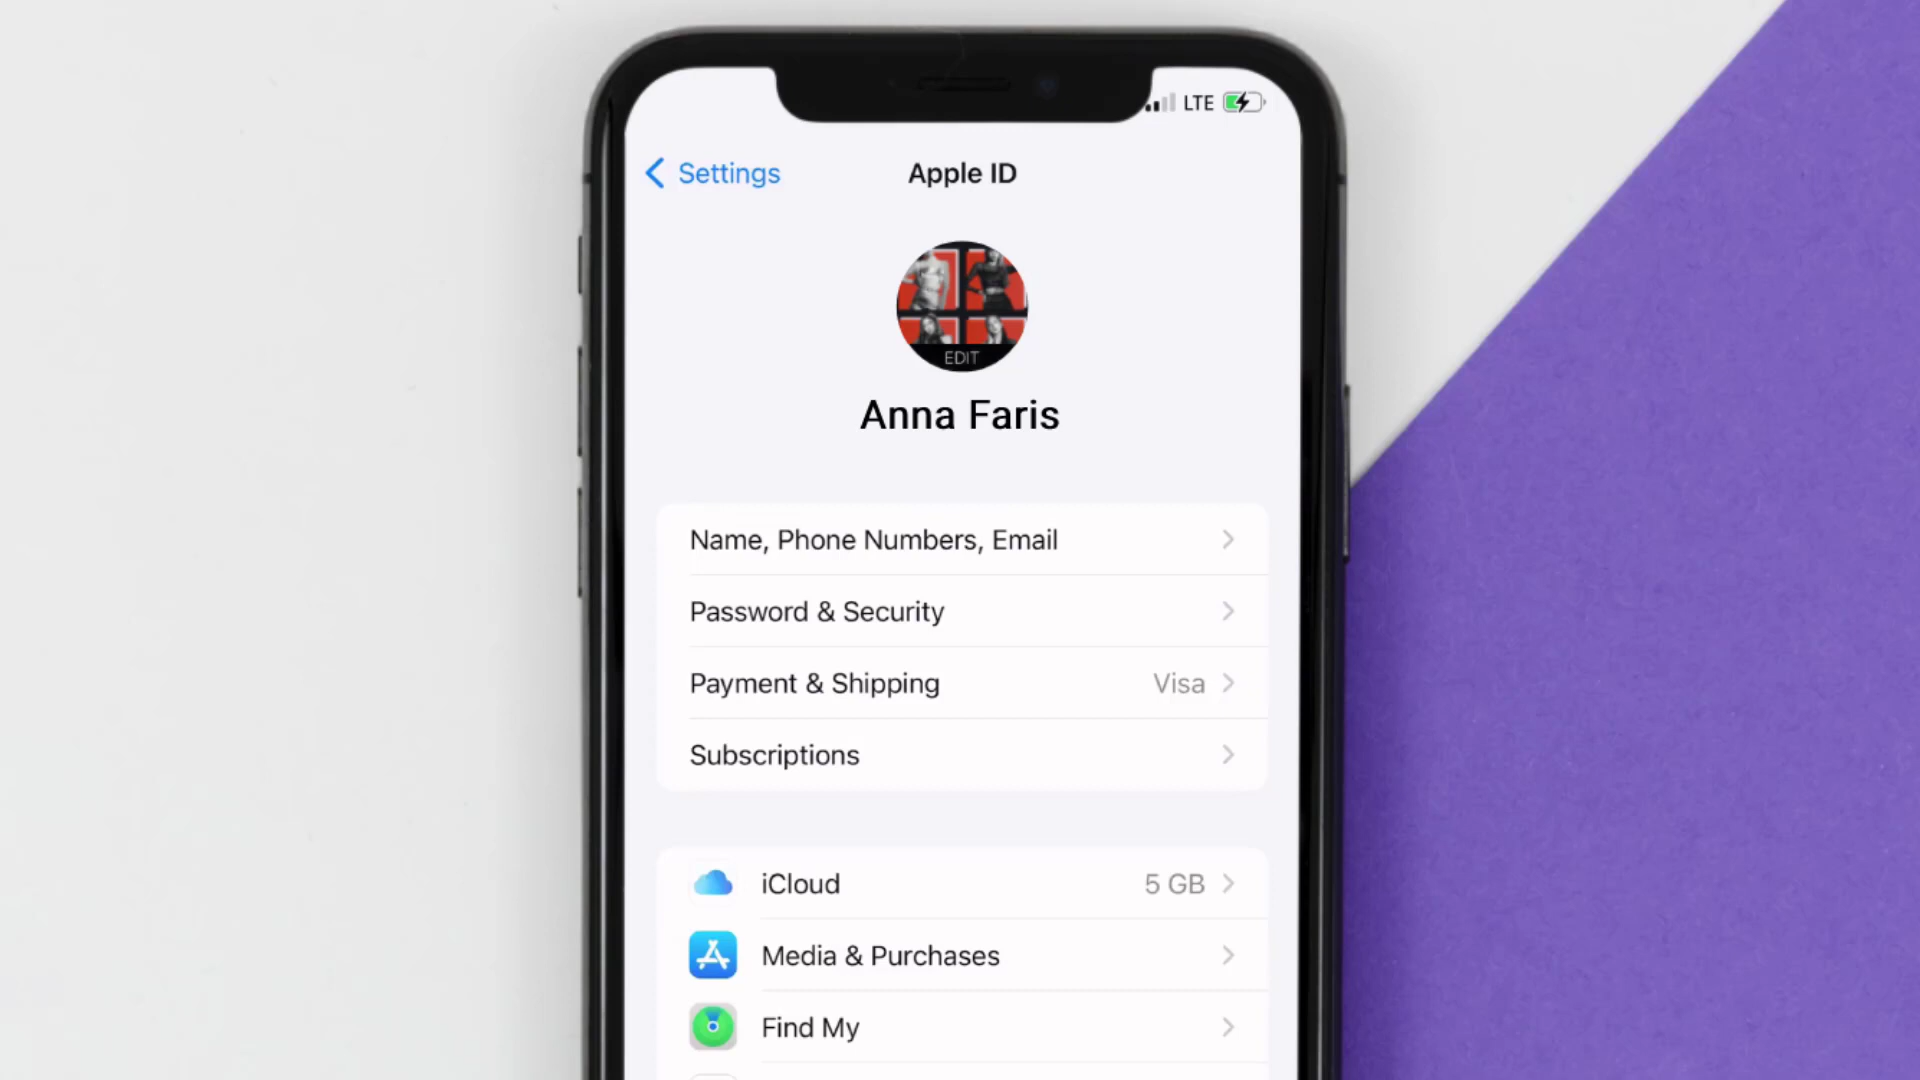 LTE
Settings
Apple ID
EDIT
Anna Faris
Name, Phone Numbers, Email
Password & Security
Payment & Shipping Visa
Subscriptions
iCloud 5 GB
Media & Purchases
Find My